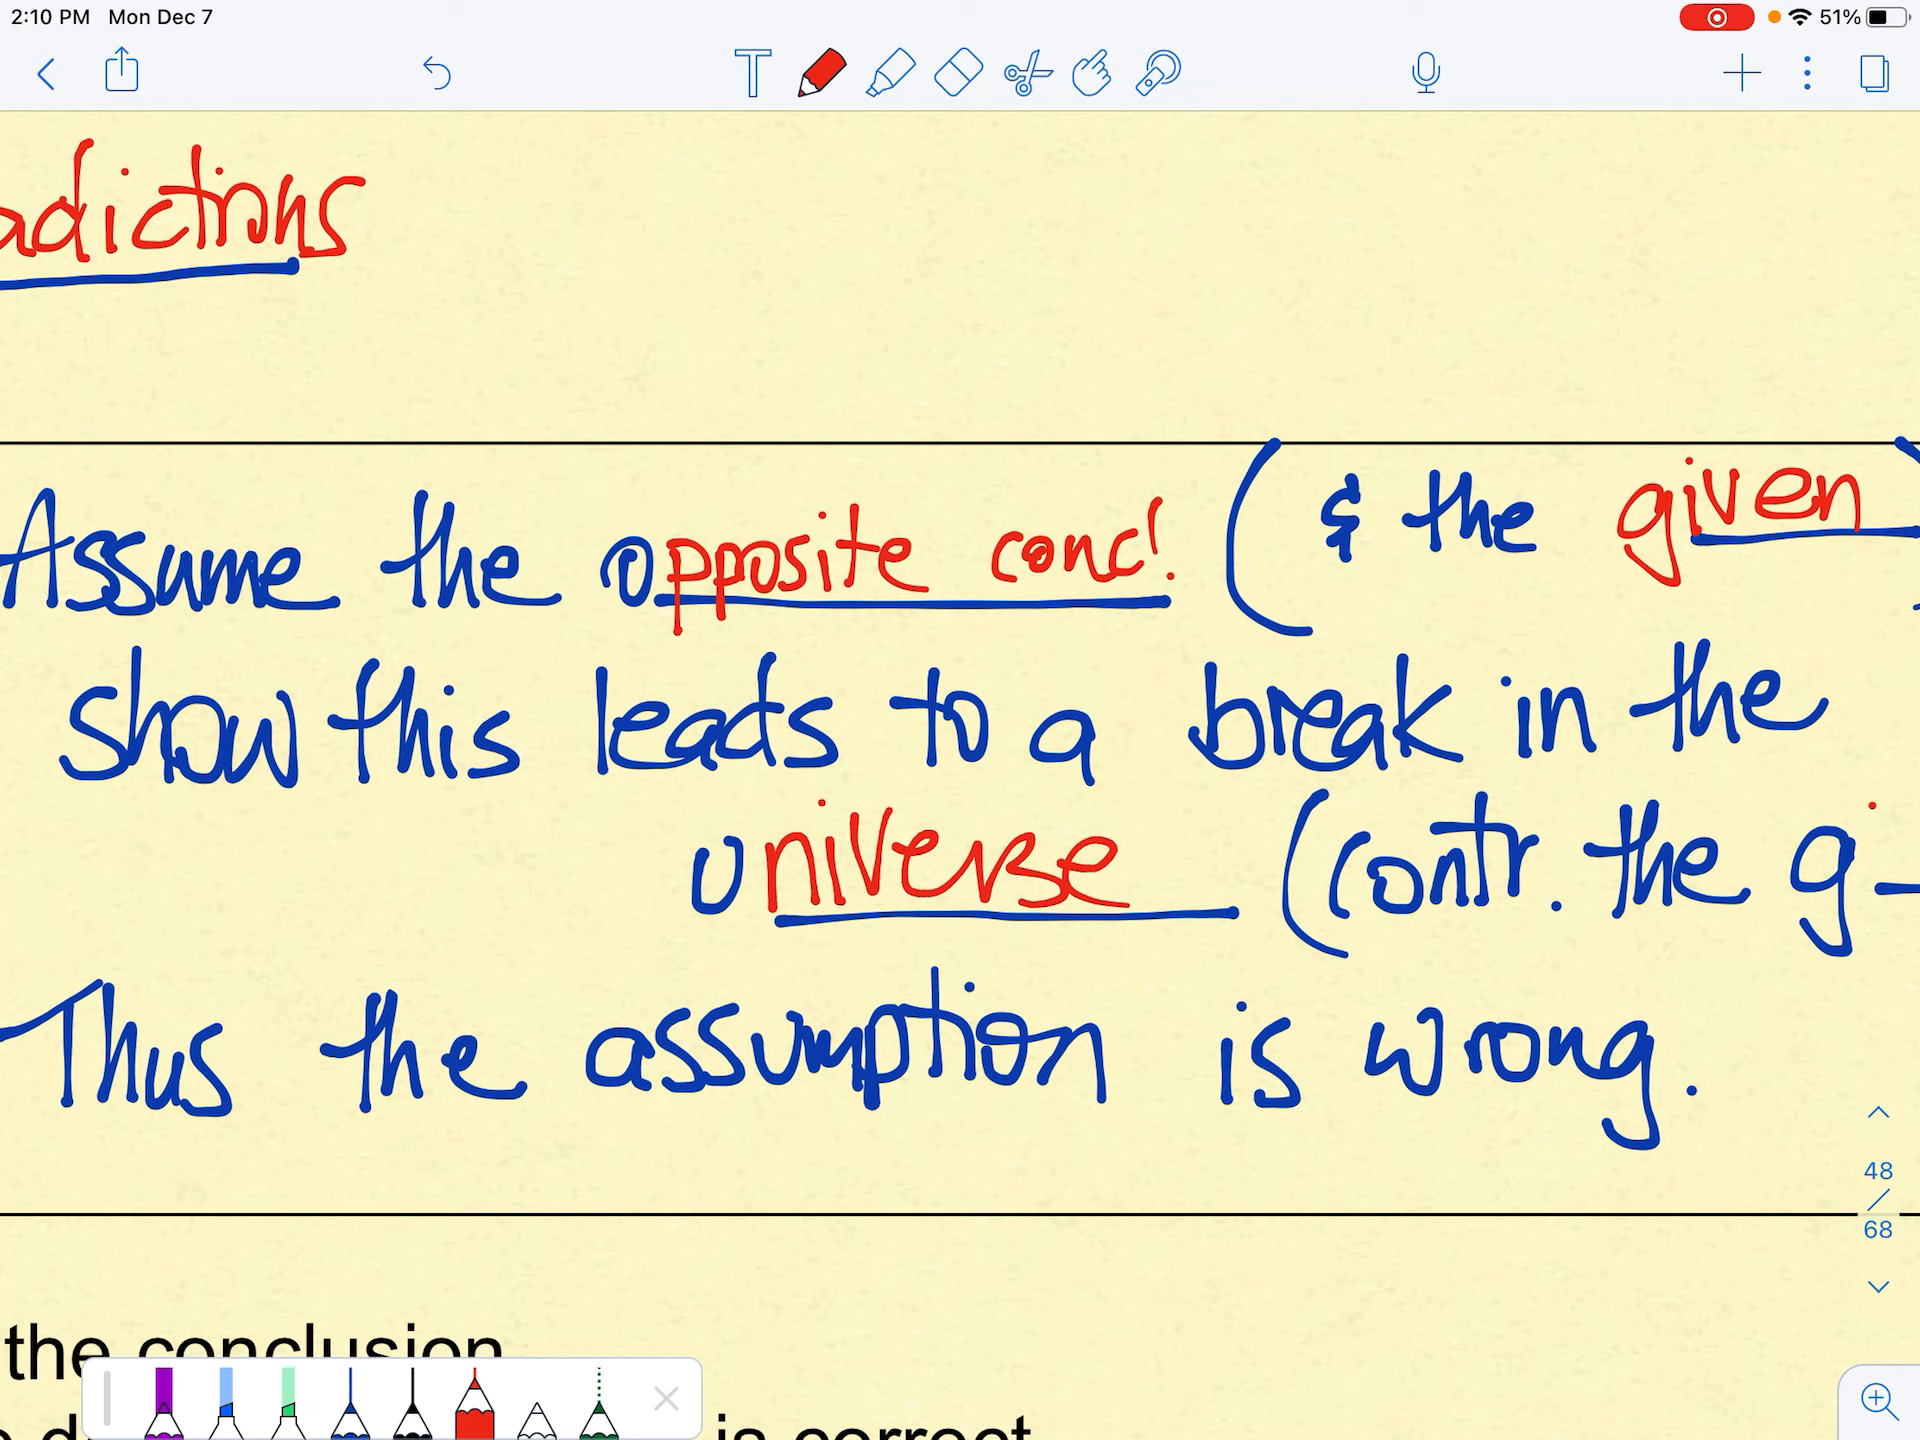 2:10 PM Mon Dec 7
51%
T
adictions
Assume the opposite conc! (& the given)
show this leads to a break in the
universe (contr. the g
Thus the assumption is wrong.
48
/
68
the conclusion
is correct